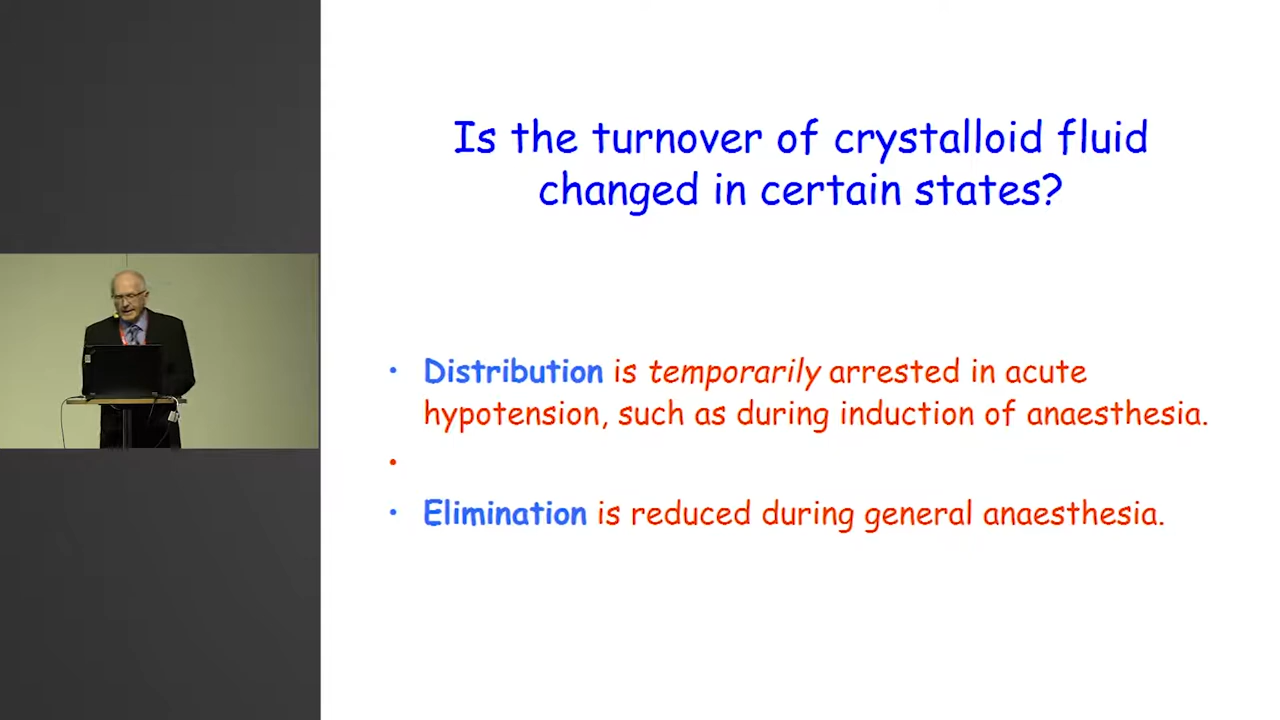 Is the turnover of crystalloid fluid
changed in certain states?
• Distribution is temporarily arrested in acute
hypotension, such as during induction of anaesthesia.
•
• Elimination is reduced during general anaesthesia.